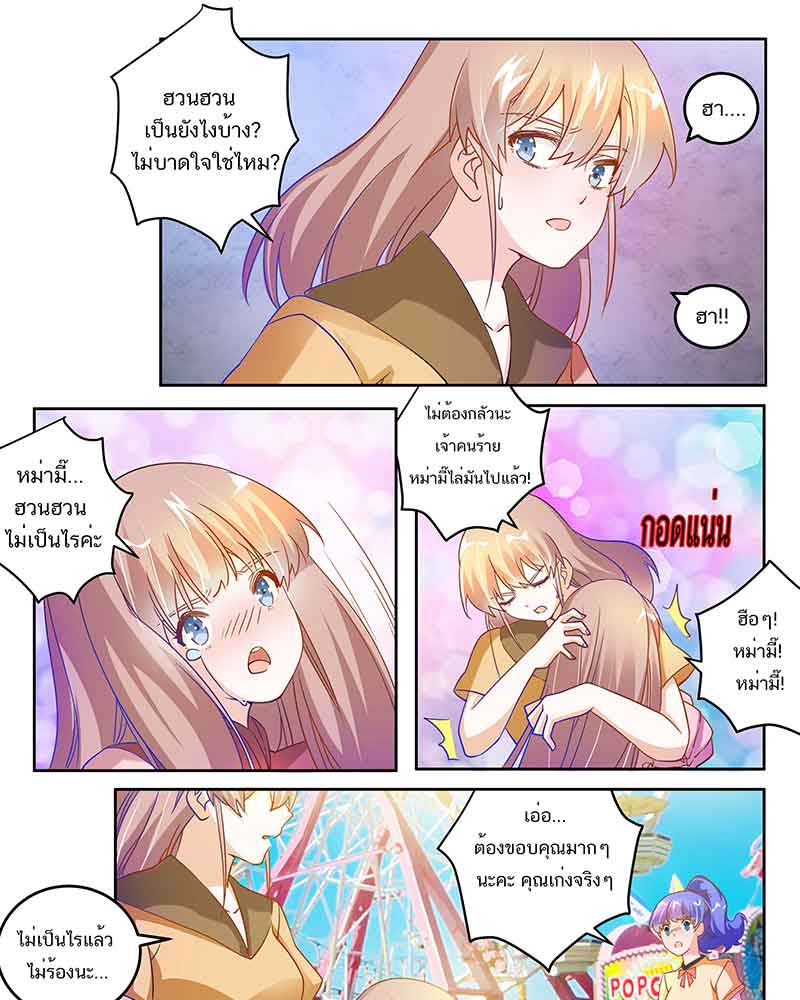 ฮวนฮวน
เป็นยังไงบ้าง?
ไม่บาดใจใช่ไหม?
ฮา....
ฮา!!
หม่ามี๊...
ฮวนฮวน
ไม่เป็นไรค่ะ
ไม่ต้องกลัวนะ
เจ้าคนร้าย
หม่ามี๊ไล่มันไปแล้ว!
กอดแน่น
ฮือๆ!
หม่ามี๊!
หม่ามี๊!
เอ่อ...
ต้องขอบคุณมากๆ
นะคะ คุณเก่งจริงๆ
ไม่เป็นไรแล้ว
ไม่ร้องนะ...
POPC